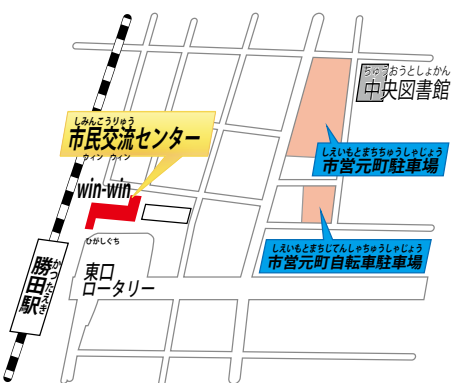 ちゅうおうとしょかん
中央図書館
しみんこうりゅう
市民交流センター
ウィン ウィン
win-win
しえいもとまちちゅうしゃじょう
市営元町駐車場
ひがしぐち
東口
ロータリー
しえいもとまちじてんしゃちゅうしゃじょう
市営元町自転車駐車場
かつたえき
勝田駅